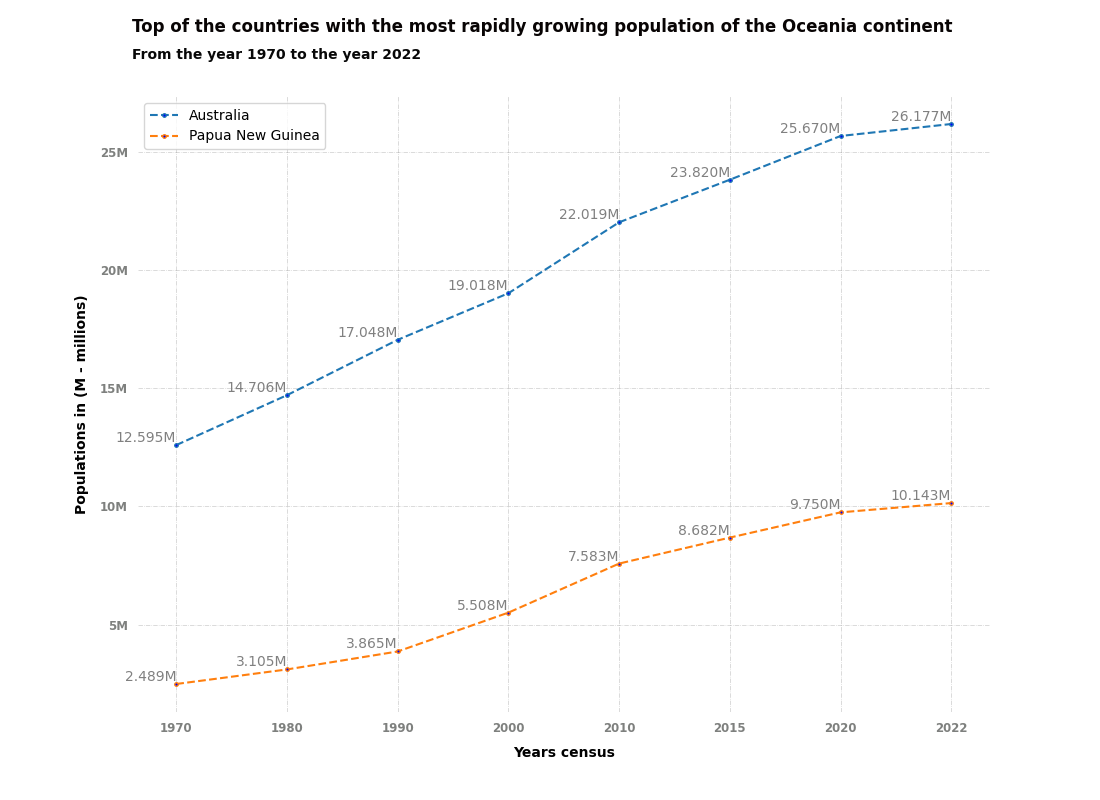 Top of the countries with the most rapidly growing population of the Oceania continent
From the year 1970 to the year 2022
Australia
Papua New Guinea
25M
20M
15M
10M
5M
Populations in (M - millions)
12.595M
14.706M
17.048M
19.018M
22.019M
23.820M
25.670M
26.177M
2.489M
3.105M
3.865M
5.508M
7.583M
8.682M
9.750M
10.143M
1970 1980 1990 2000 2010 2015 2020 2022
Years census